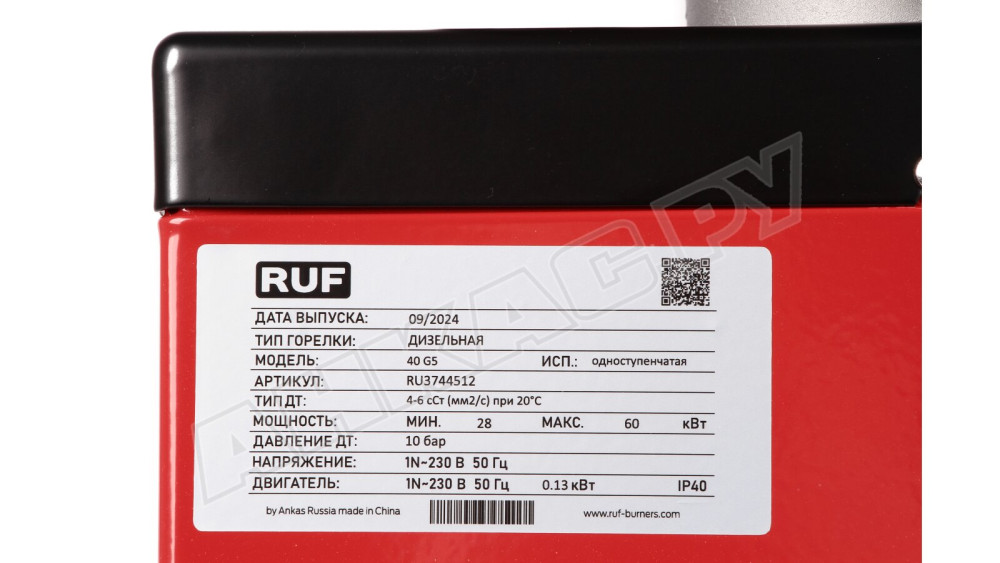 RUF
ДАТА ВЫПУСКА: 09/2024
ТИП ГОРЕЛКИ: ДИЗЕЛЬНАЯ
МОДЕЛЬ: 40 G5 ИСП.: одноступенчатая
АРТИКУЛ: RU3744512
ТИП ДТ: 4-6 сСт (мм2/с) при 20°С
МОЩНОСТЬ: МИН. 28 МАКС. 60 кВт
ДАВЛЕНИЕ ДТ: 10 бар
НАПРЯЖЕНИЕ: 1N~230 В 50 Гц
ДВИГАТЕЛЬ: 1N~230 В 50 Гц 0.13 кВт IP40
by Ankas Russia made in China www.ruf-burners.com
АНКАС.РУ